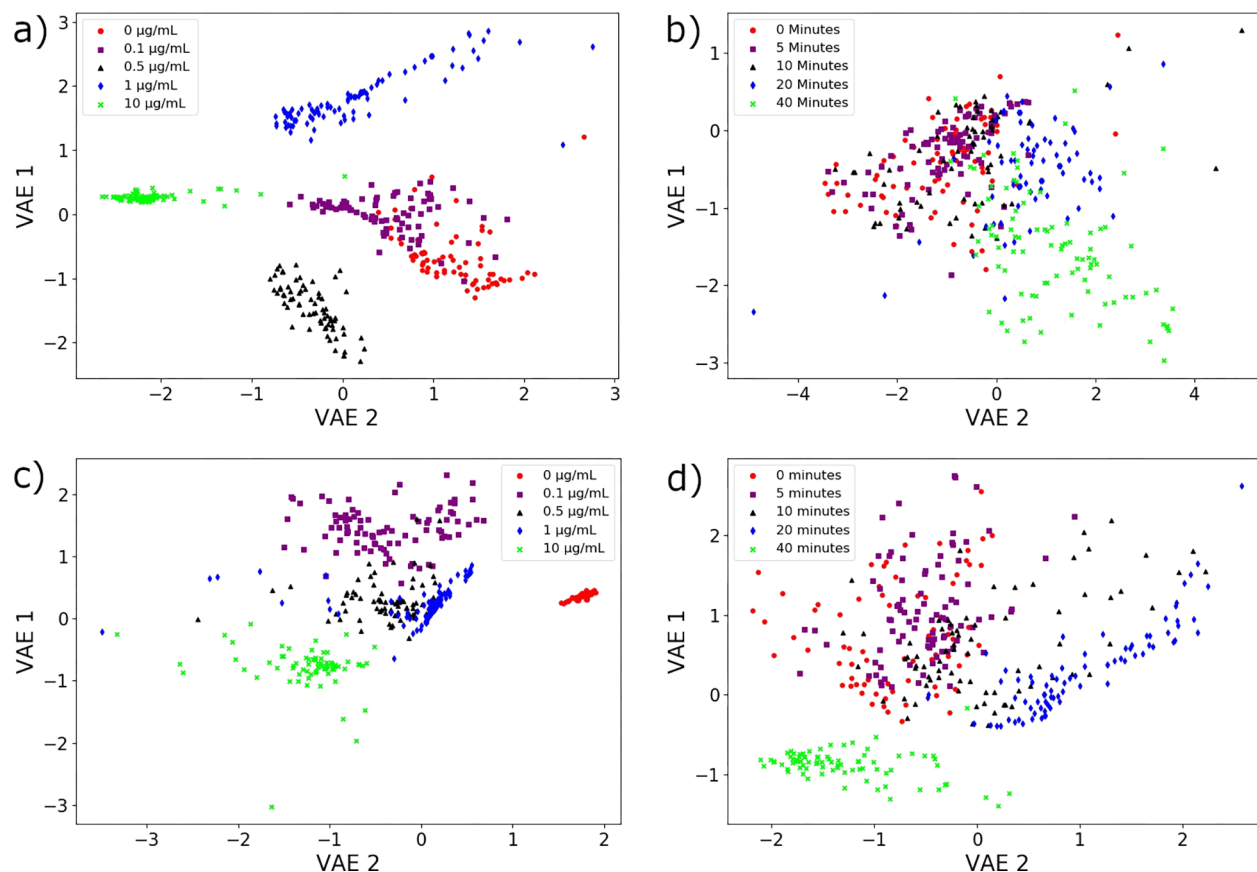 a)
0 µg/mL
0.1 µg/mL
0.5 µg/mL
1 µg/mL
10 µg/mL
3
2
1
0
−1
−2
VAE 1
−2
−1
0
1
2
3
VAE 2
b)
0 Minutes
5 Minutes
10 Minutes
20 Minutes
40 Minutes
1
0
−1
−2
−3
VAE 1
−4
−2
0
2
4
VAE 2
c)
0 µg/mL
0.1 µg/mL
0.5 µg/mL
1 µg/mL
10 µg/mL
2
1
0
−1
−2
−3
VAE 1
−3
−2
−1
0
1
2
VAE 2
d)
0 minutes
5 minutes
10 minutes
20 minutes
40 minutes
2
1
0
−1
VAE 1
−2
−1
0
1
2
VAE 2